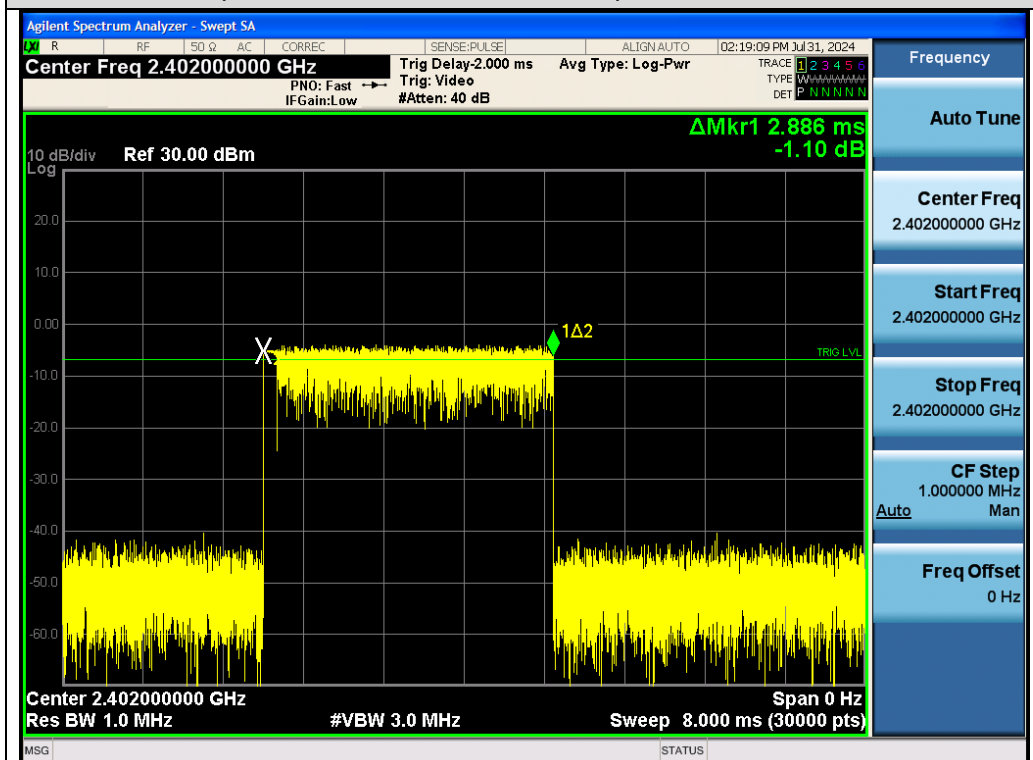 Agilent Spectrum Analyzer - Swept SA
LXI R RF 50 Ω AC CORREC SENSE:PULSE ALIGN AUTO 02:19:09 PM Jul 31, 2024
Center Freq 2.402000000 GHz
PNO: Fast
IFGain:Low
Trig Delay-2.000 ms
Trig: Video
#Atten: 40 dB
Avg Type: Log-Pwr
TRACE 1 2 3 4 5 6
TYPE
DET P N N N N N
ΔMkr1 2.886 ms
-1.10 dB
10 dB/div Ref 30.00 dBm
Log
20.0
10.0
0.00
1Δ2
TRIG LVL
-10.0
-20.0
-30.0
-40.0
-50.0
-60.0
Center 2.402000000 GHz Span 0 Hz
Res BW 1.0 MHz #VBW 3.0 MHz Sweep 8.000 ms (30000 pts)
MSG STATUS
Frequency
Auto Tune
Center Freq
2.402000000 GHz
Start Freq
2.402000000 GHz
Stop Freq
2.402000000 GHz
CF Step
1.000000 MHz
Auto Man
Freq Offset
0 Hz